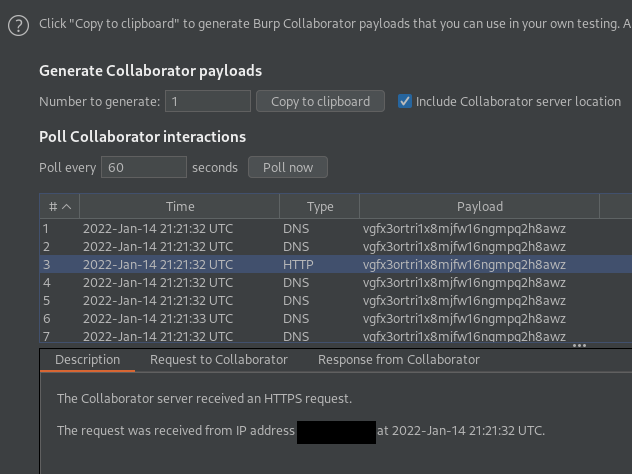 ? Click "Copy to clipboard" to generate Burp Collaborator payloads that you can use in your own testing. A
Generate Collaborator payloads
Number to generate: 1 Copy to clipboard Include Collaborator server location
Poll Collaborator interactions
Poll every 60 seconds Poll now
# Time Type Payload
1 2022-Jan-14 21:21:32 UTC DNS vgfx3ortri1x8mjfw16ngmpq2h8awz
2 2022-Jan-14 21:21:32 UTC DNS vgfx3ortri1x8mjfw16ngmpq2h8awz
3 2022-Jan-14 21:21:32 UTC HTTP vgfx3ortri1x8mjfw16ngmpq2h8awz
4 2022-Jan-14 21:21:32 UTC DNS vgfx3ortri1x8mjfw16ngmpq2h8awz
5 2022-Jan-14 21:21:32 UTC DNS vgfx3ortri1x8mjfw16ngmpq2h8awz
6 2022-Jan-14 21:21:33 UTC DNS vgfx3ortri1x8mjfw16ngmpq2h8awz
7 2022-Jan-14 21:21:32 UTC DNS vgfx3ortri1x8mjfw16ngmpq2h8awz
Description Request to Collaborator Response from Collaborator
The Collaborator server received an HTTPS request.
The request was received from IP address at 2022-Jan-14 21:21:32 UTC.